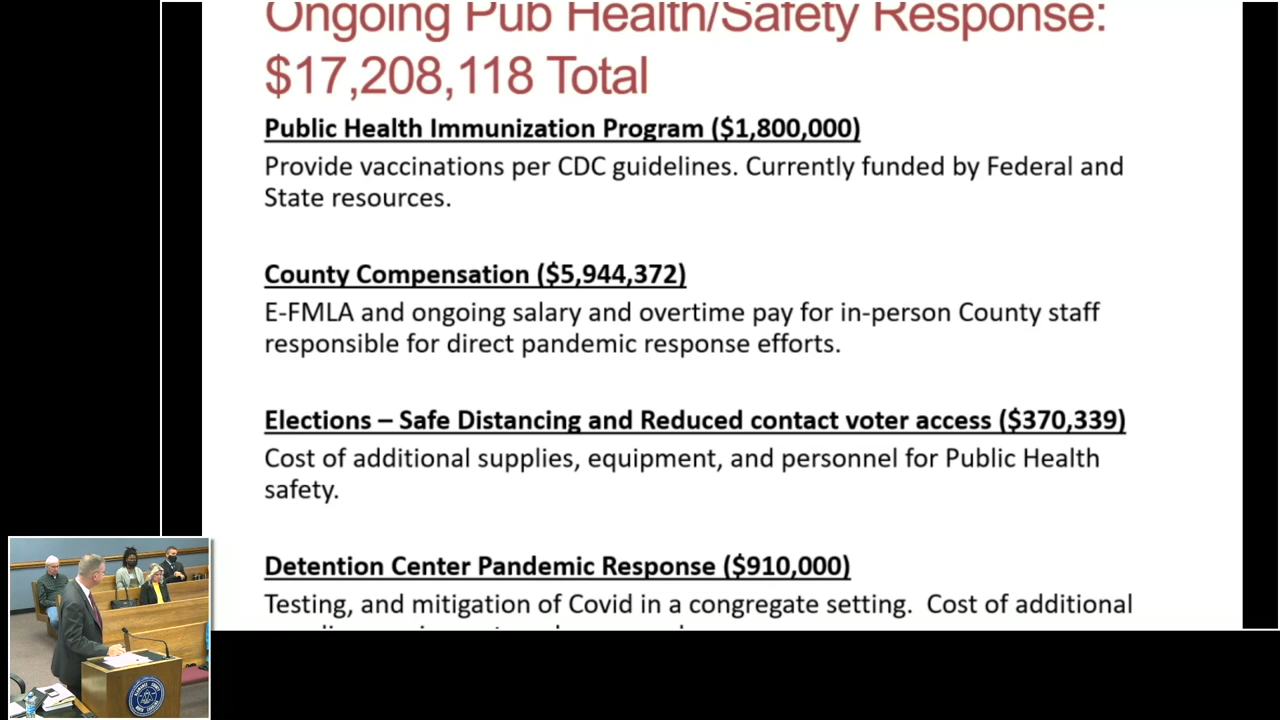 Ongoing Pub Health/Safety Response:
$17,208,118 Total
Public Health Immunization Program ($1,800,000)
Provide vaccinations per CDC guidelines. Currently funded by Federal and
State resources.
County Compensation ($5,944,372)
E-FMLA and ongoing salary and overtime pay for in-person County staff
responsible for direct pandemic response efforts.
Elections – Safe Distancing and Reduced contact voter access ($370,339)
Cost of additional supplies, equipment, and personnel for Public Health
safety.
Detention Center Pandemic Response ($910,000)
Testing, and mitigation of Covid in a congregate setting.  Cost of additional